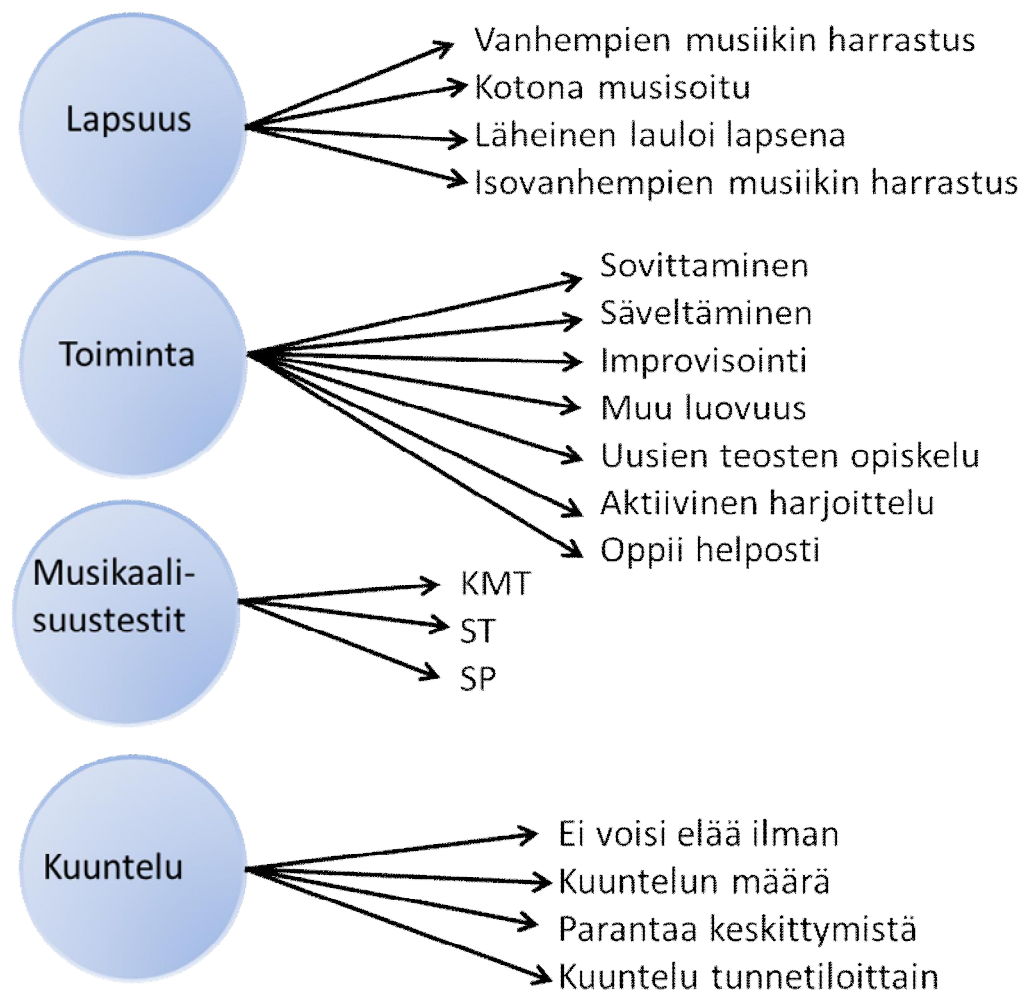 Lapsuus
Vanhempien musiikin harrastus
Kotona musisoitu
Läheinen lauloi lapsena
Isovanhempien musiikin harrastus
Toiminta
Sovittaminen
Säveltäminen
Improvisointi
Muu luovuus
Uusien teosten opiskelu
Aktiivinen harjoittelu
Oppii helposti
Musikaali-
suustestit
KMT
ST
SP
Kuuntelu
Ei voisi elää ilman
Kuuntelun määrä
Parantaa keskittymistä
Kuuntelu tunnetiloittain